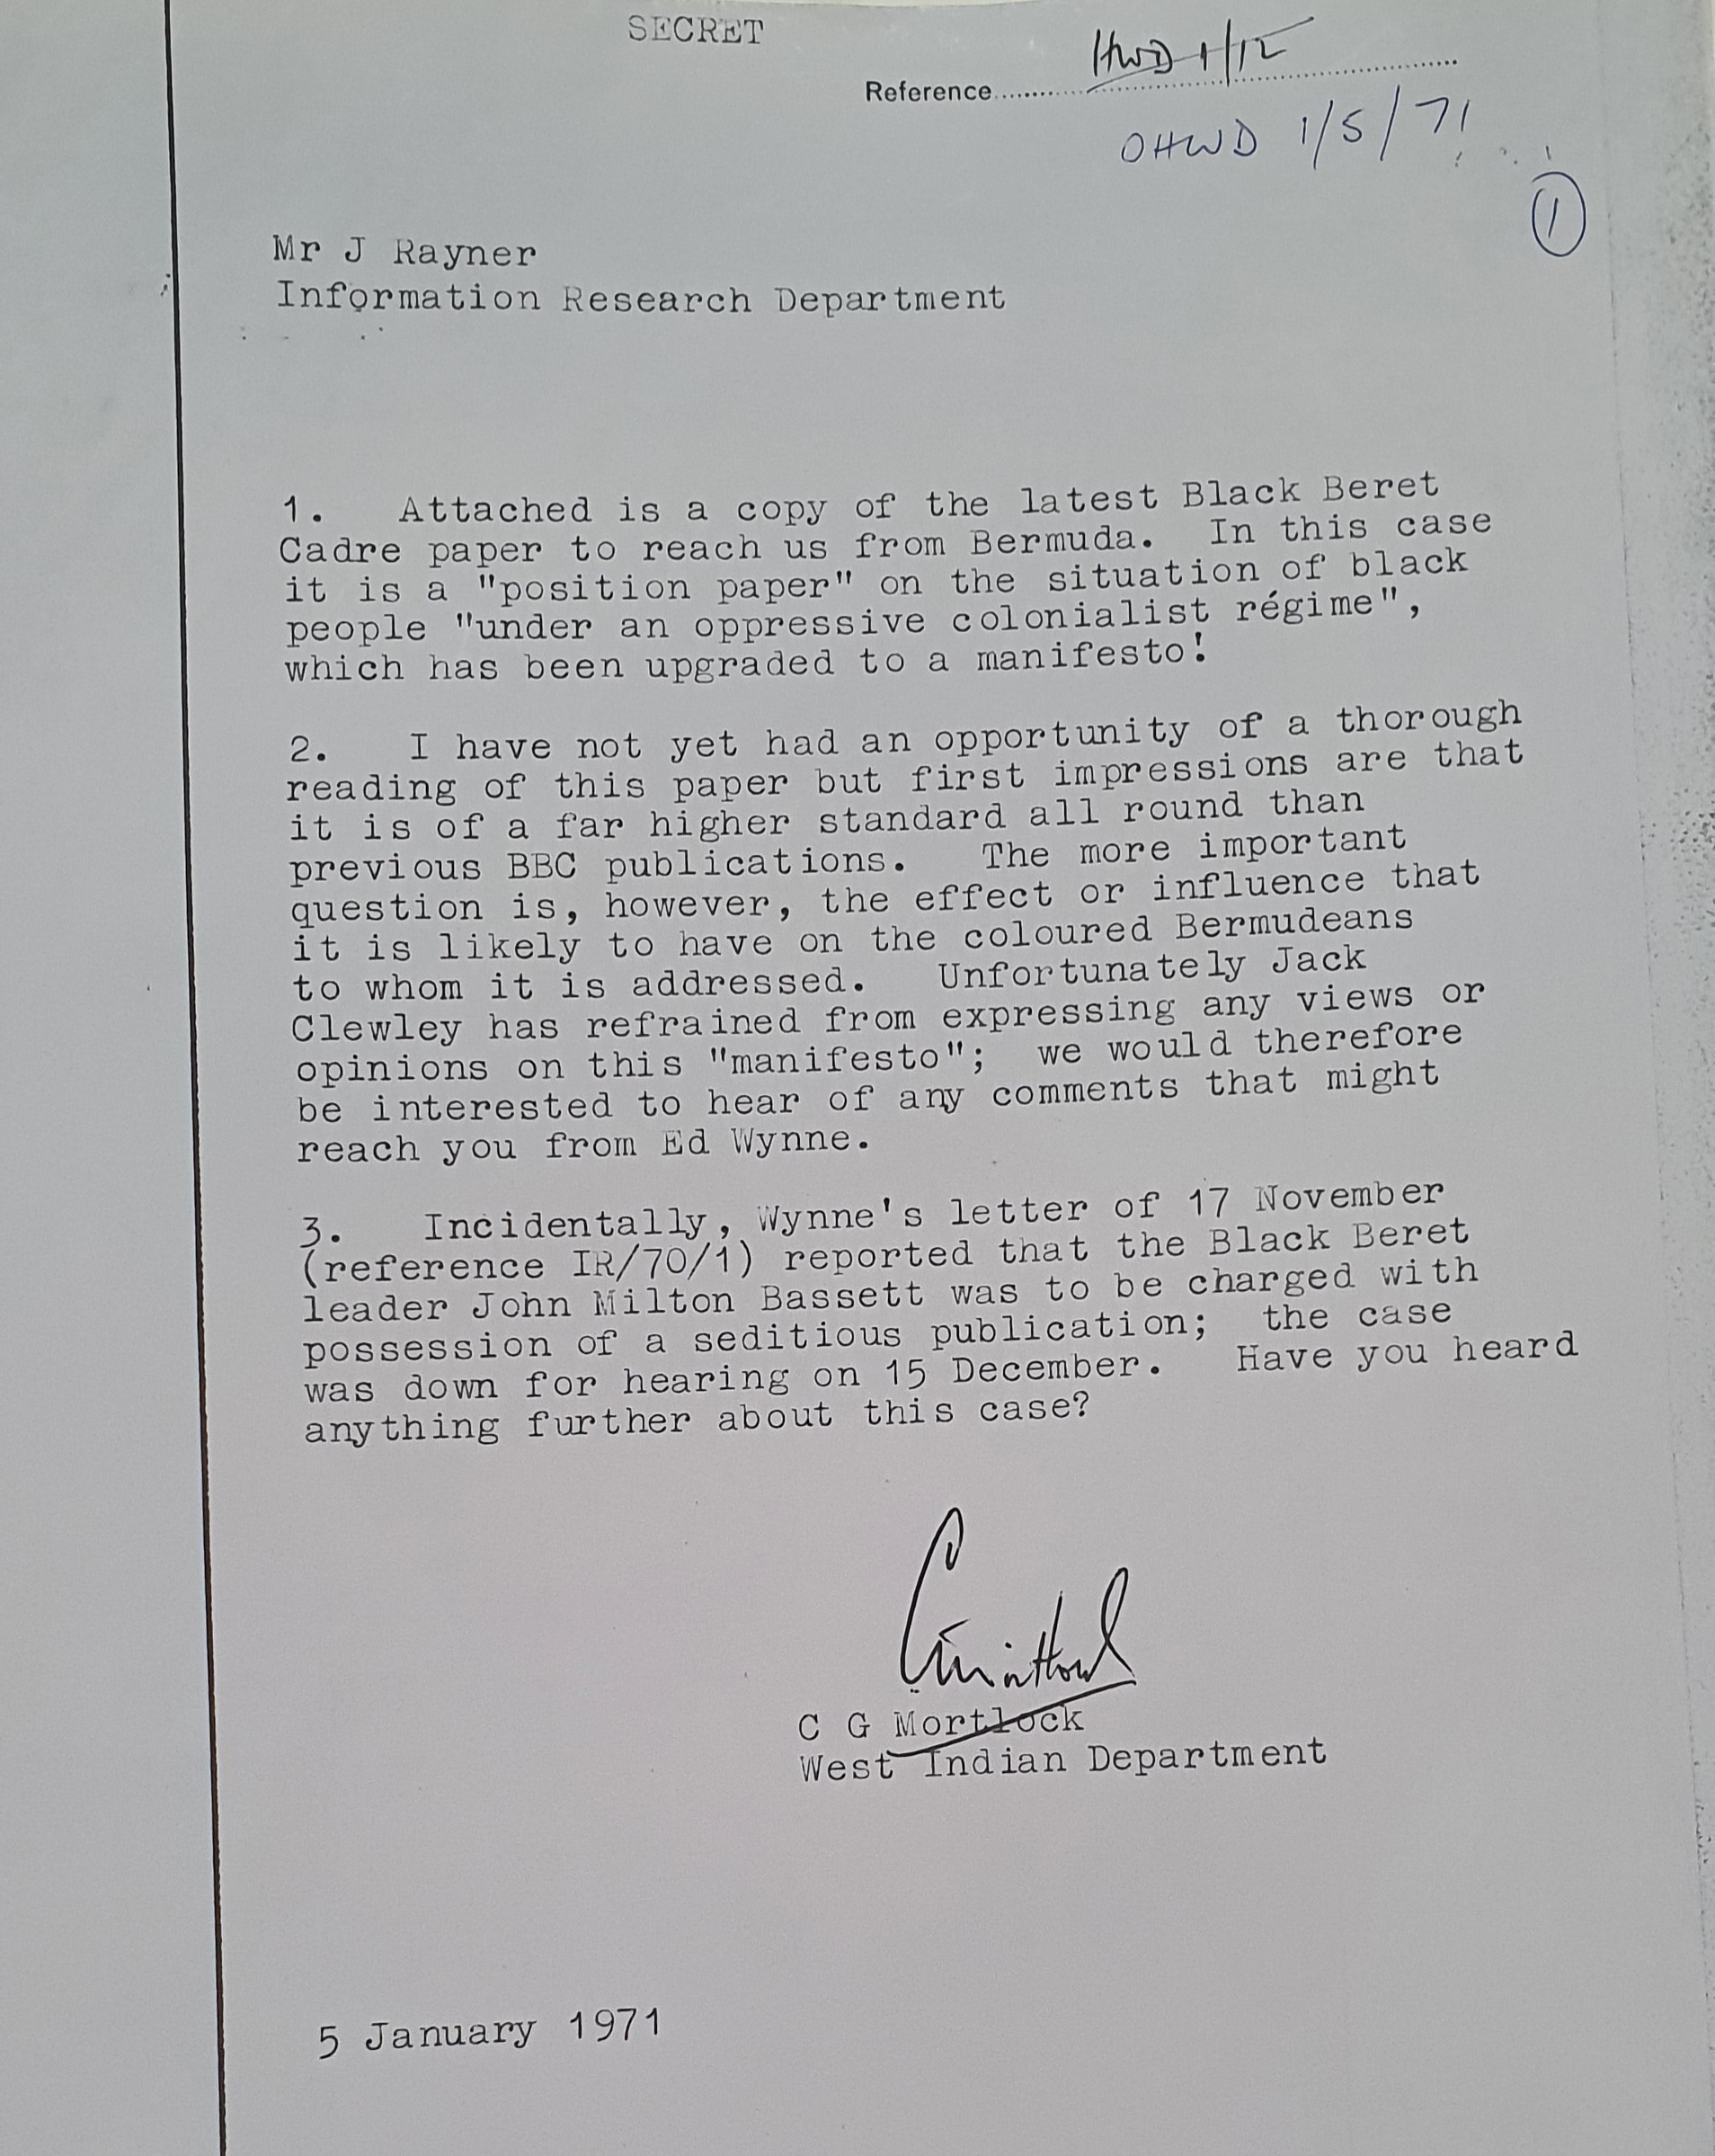 SECRET
Reference
HWD 1/12
OHWD 1/5/71
1
Mr J Rayner
Information Research Department
1. Attached is a copy of the latest Black Beret
Cadre paper to reach us from Bermuda. In this case
it is a "position paper" on the situation of black
people "under an oppressive colonialist régime",
which has been upgraded to a manifesto!
2. I have not yet had an opportunity of a thorough
reading of this paper but first impressions are that
it is of a far higher standard all round than
previous BBC publications. The more important
question is, however, the effect or influence that
it is likely to have on the coloured Bermudeans
to whom it is addressed. Unfortunately Jack
Clewley has refrained from expressing any views or
opinions on this "manifesto"; we would therefore
be interested to hear of any comments that might
reach you from Ed Wynne.
3. Incidentally, Wynne's letter of 17 November
(reference IR/70/1) reported that the Black Beret
leader John Milton Bassett was to be charged with
possession of a seditious publication; the case
was down for hearing on 15 December. Have you heard
anything further about this case?
C G Mortlock
West Indian Department
5 January 1971